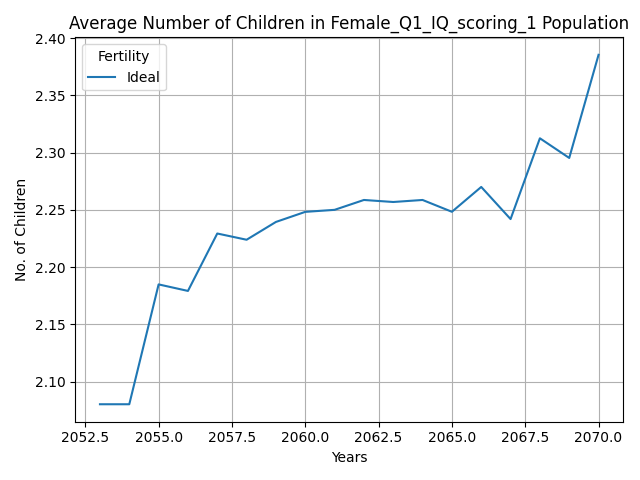 Average Number of Children in Female_Q1_IQ_scoring_1 Population
Fertility
Ideal
No. of Children
2.40
2.35
2.30
2.25
2.20
2.15
2.10
2052.5 2055.0 2057.5 2060.0 2062.5 2065.0 2067.5 2070.0
Years